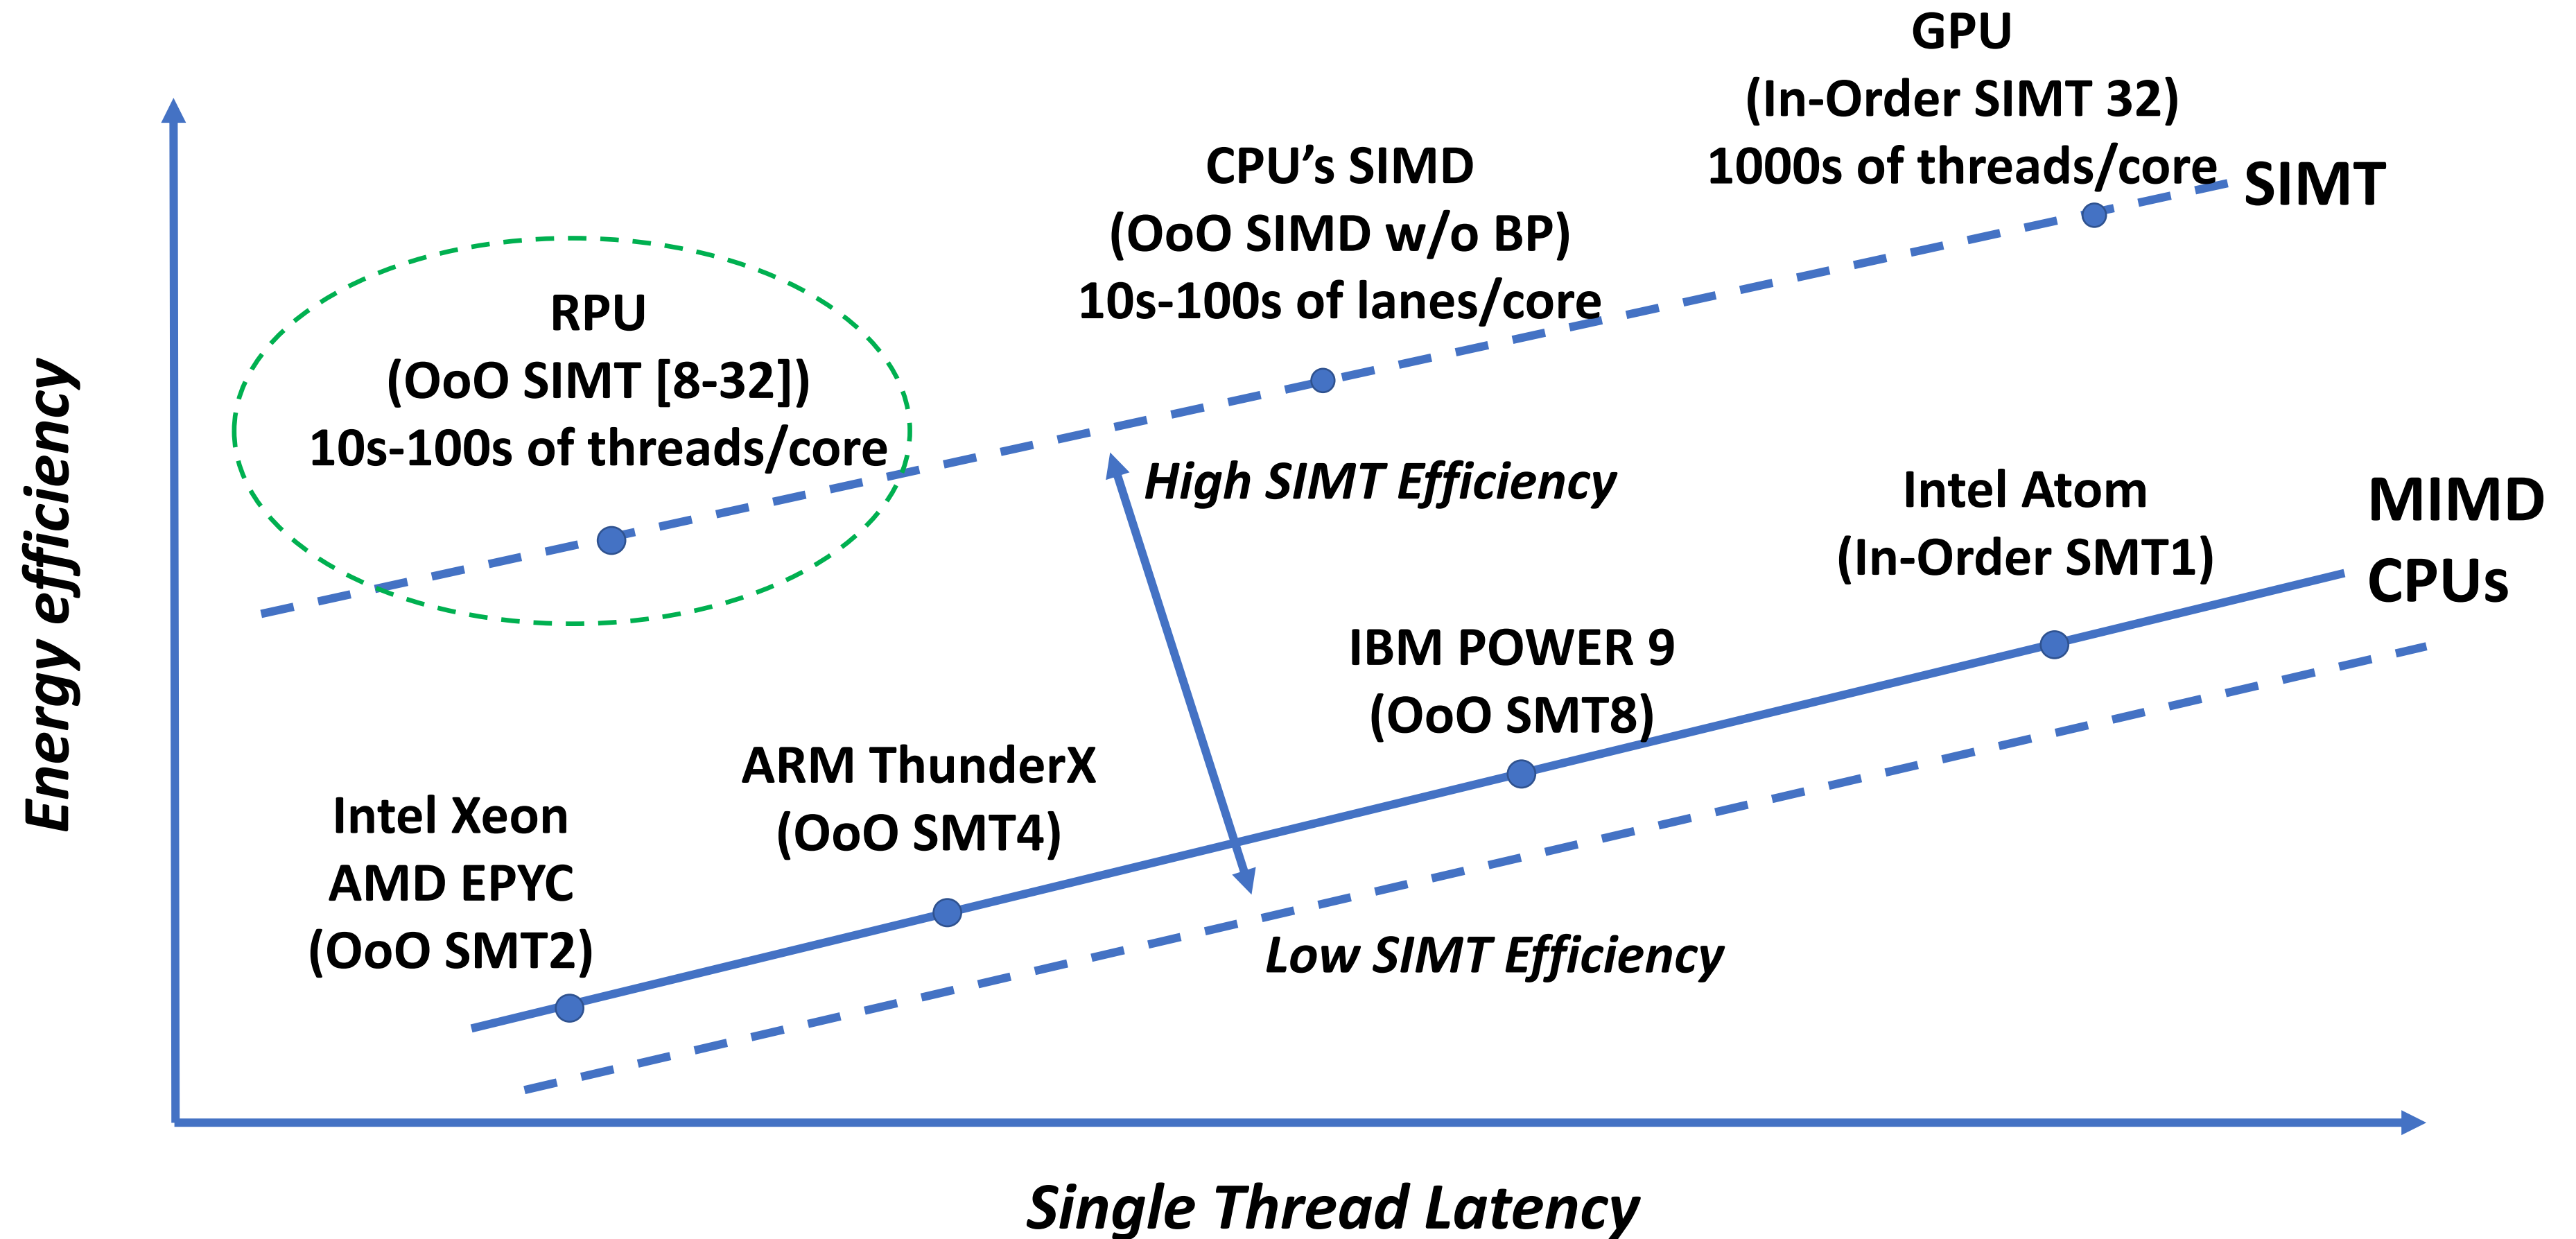 GPU
(In-Order SIMT 32)
1000s of threads/core
SIMT
CPU’s SIMD
(OoO SIMD w/o BP)
10s-100s of lanes/core
RPU
(OoO SIMT [8-32])
10s-100s of threads/core
High SIMT Efficiency
Intel Atom
(In-Order SMT1)
MIMD
CPUs
IBM POWER 9
(OoO SMT8)
ARM ThunderX
(OoO SMT4)
Intel Xeon
AMD EPYC
(OoO SMT2)
Low SIMT Efficiency
Energy efficiency
Single Thread Latency